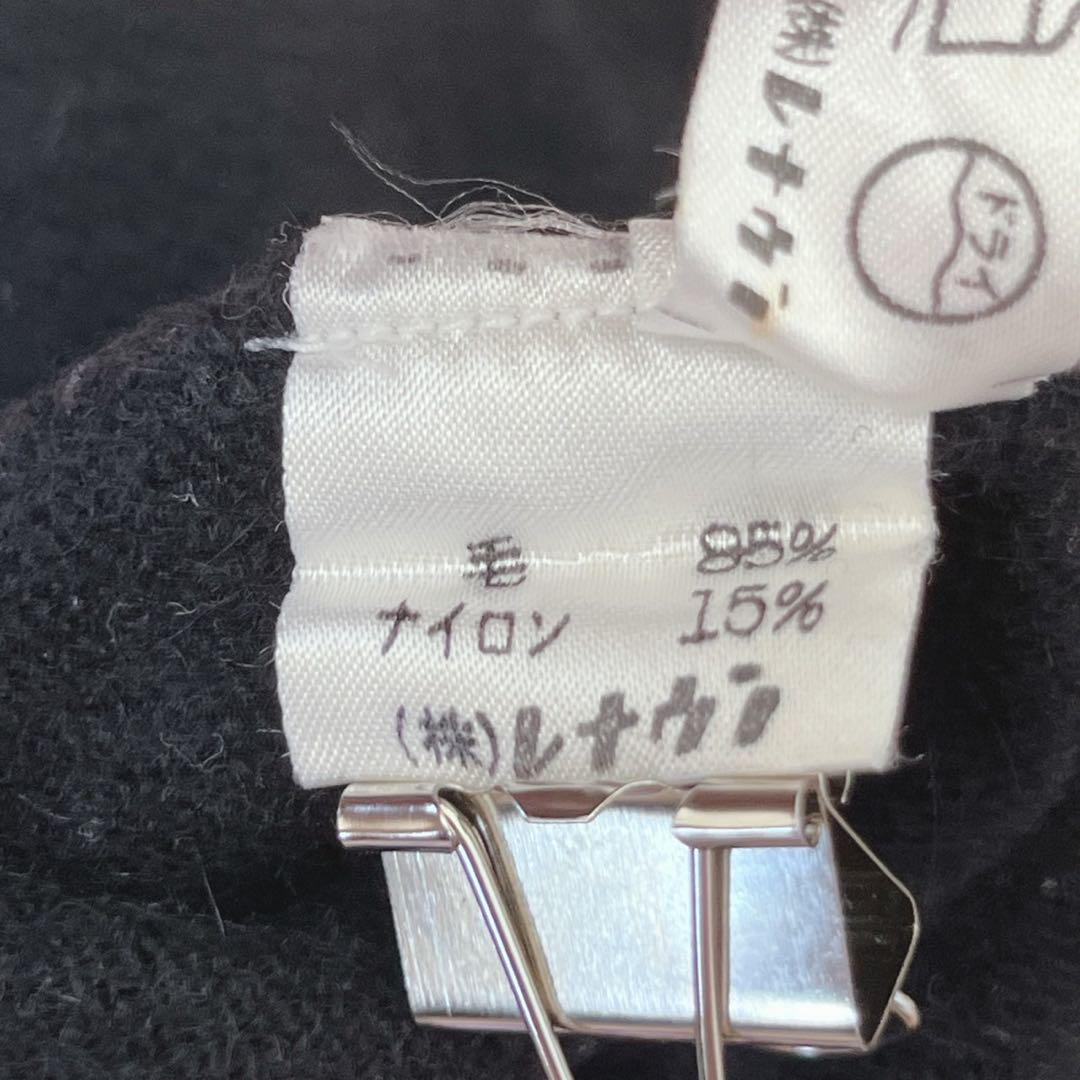 毛 85%
ナイロン 15%
(株)レナウン
(株)レナウン
ドライ